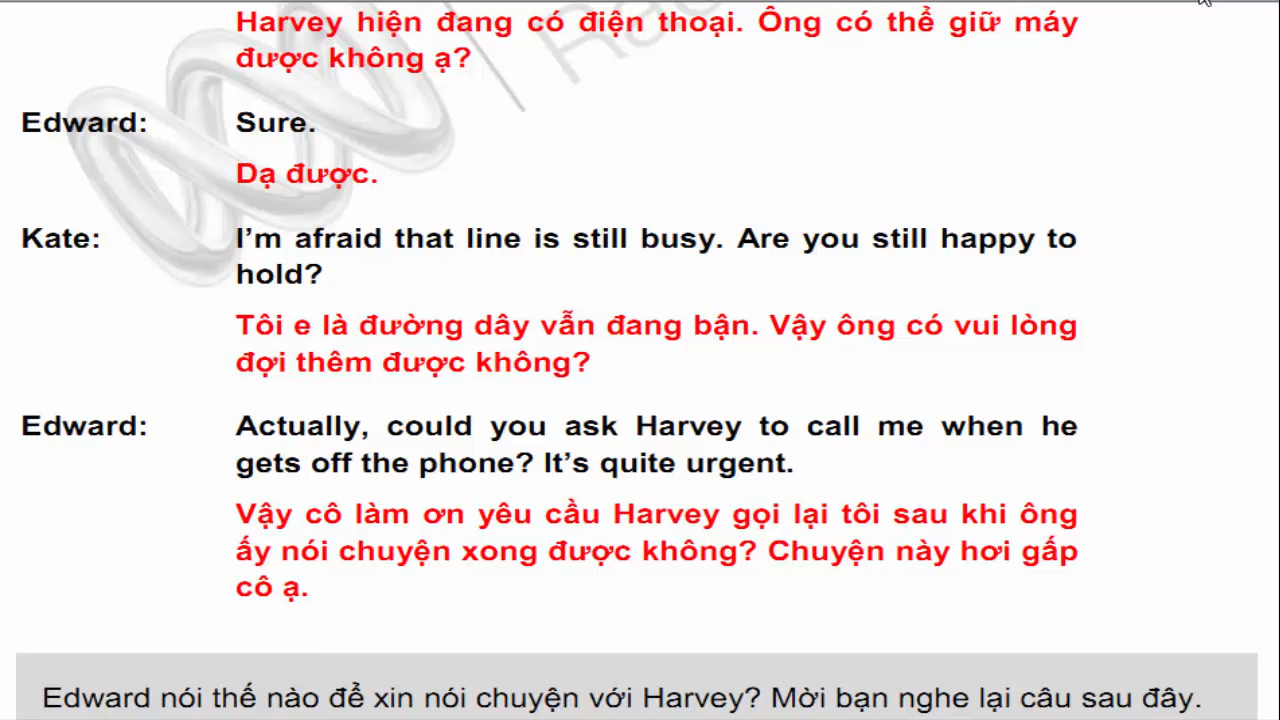 Harvey hiện đang có điện thoại. Ông có thể giữ máy
được không ạ?
Edward: Sure.
Dạ được.
Kate: I'm afraid that line is still busy. Are you still happy to
hold?
Tôi e là đường dây vẫn đang bận. Vậy ông có vui lòng
đợi thêm được không?
Edward: Actually, could you ask Harvey to call me when he
gets off the phone? It's quite urgent.
Vậy cô làm ơn yêu cầu Harvey gọi lại tôi sau khi ông
ấy nói chuyện xong được không? Chuyện này hơi gấp
cô ạ.
Edward nói thế nào để xin nói chuyện với Harvey? Mời bạn nghe lại câu sau đây.